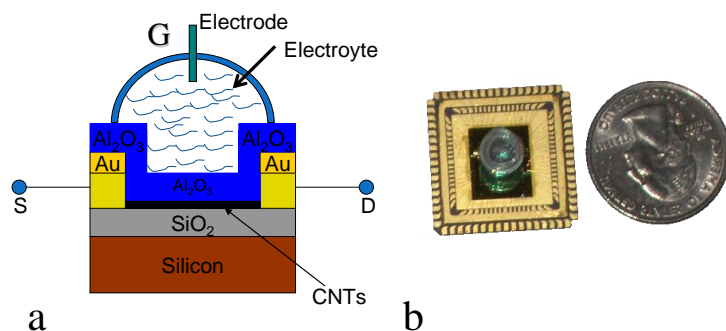 Electrode
G
Electroyte
Al2O3
Al2O3
Au
Au
Al2O3
S
D
SiO2
Silicon
CNTs
a
b